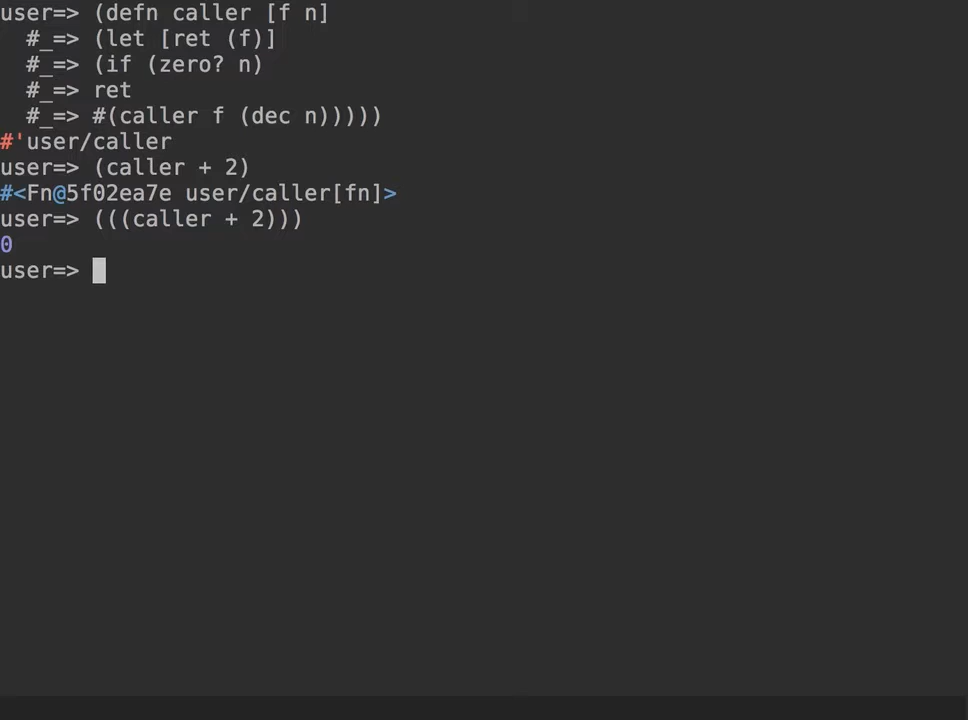 user=> (defn caller [f n]
  #_=> (let [ret (f)]
  #_=> (if (zero? n)
  #_=> ret
  #_=> #(caller f (dec n)))))
#'user/caller
user=> (caller + 2)
#<Fn@5f02ea7e user/caller[fn]>
user=> (((caller + 2)))
0
user=>